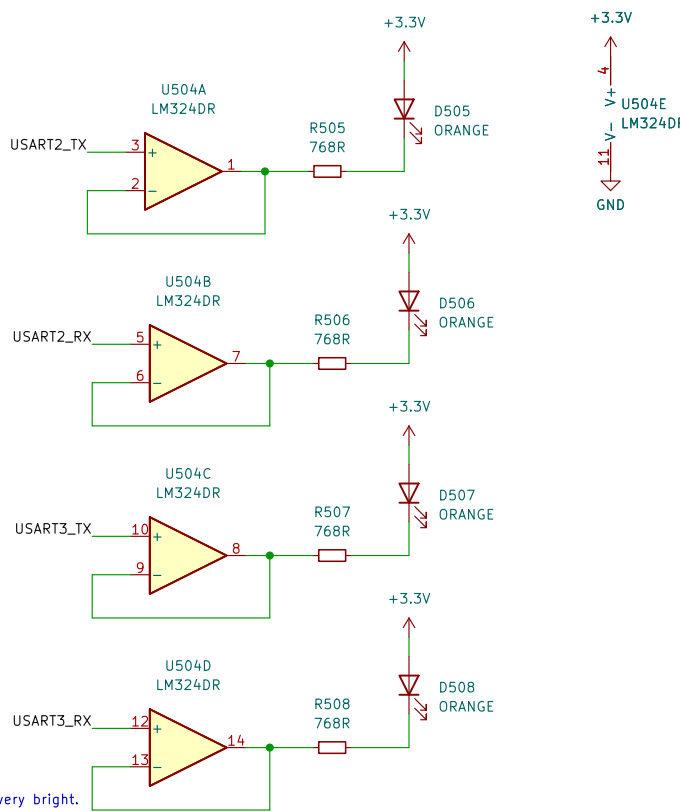 +3.3V
U504A
LM324DR
USART2_TX
3
+
2
−
1
R505
768R
D505
ORANGE
+3.3V
4
V+
U504E
LM324DR
V−
11
GND
+3.3V
U504B
LM324DR
USART2_RX
5
+
6
−
7
R506
768R
D506
ORANGE
+3.3V
U504C
LM324DR
USART3_TX
10
+
9
−
8
R507
768R
D507
ORANGE
+3.3V
U504D
LM324DR
USART3_RX
12
+
13
−
14
R508
768R
D508
ORANGE
very bright.